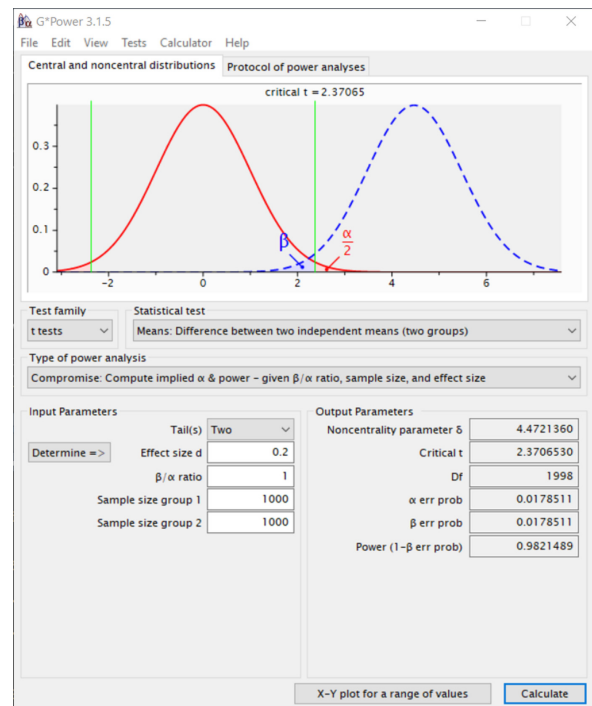 βα G*Power 3.1.5
File Edit View Tests Calculator Help
Central and noncentral distributions Protocol of power analyses
critical t = 2.37065
0.3
0.2
0.1
0
β
α
2
-2 0 2 4 6
Test family Statistical test
t tests Means: Difference between two independent means (two groups)
Type of power analysis
Compromise: Compute implied α & power – given β/α ratio, sample size, and effect size
Input Parameters Output Parameters
Tail(s) Two Noncentrality parameter δ 4.4721360
Determine => Effect size d 0.2 Critical t 2.3706530
β/α ratio 1 Df 1998
Sample size group 1 1000 α err prob 0.0178511
Sample size group 2 1000 β err prob 0.0178511
Power (1-β err prob) 0.9821489
X-Y plot for a range of values Calculate